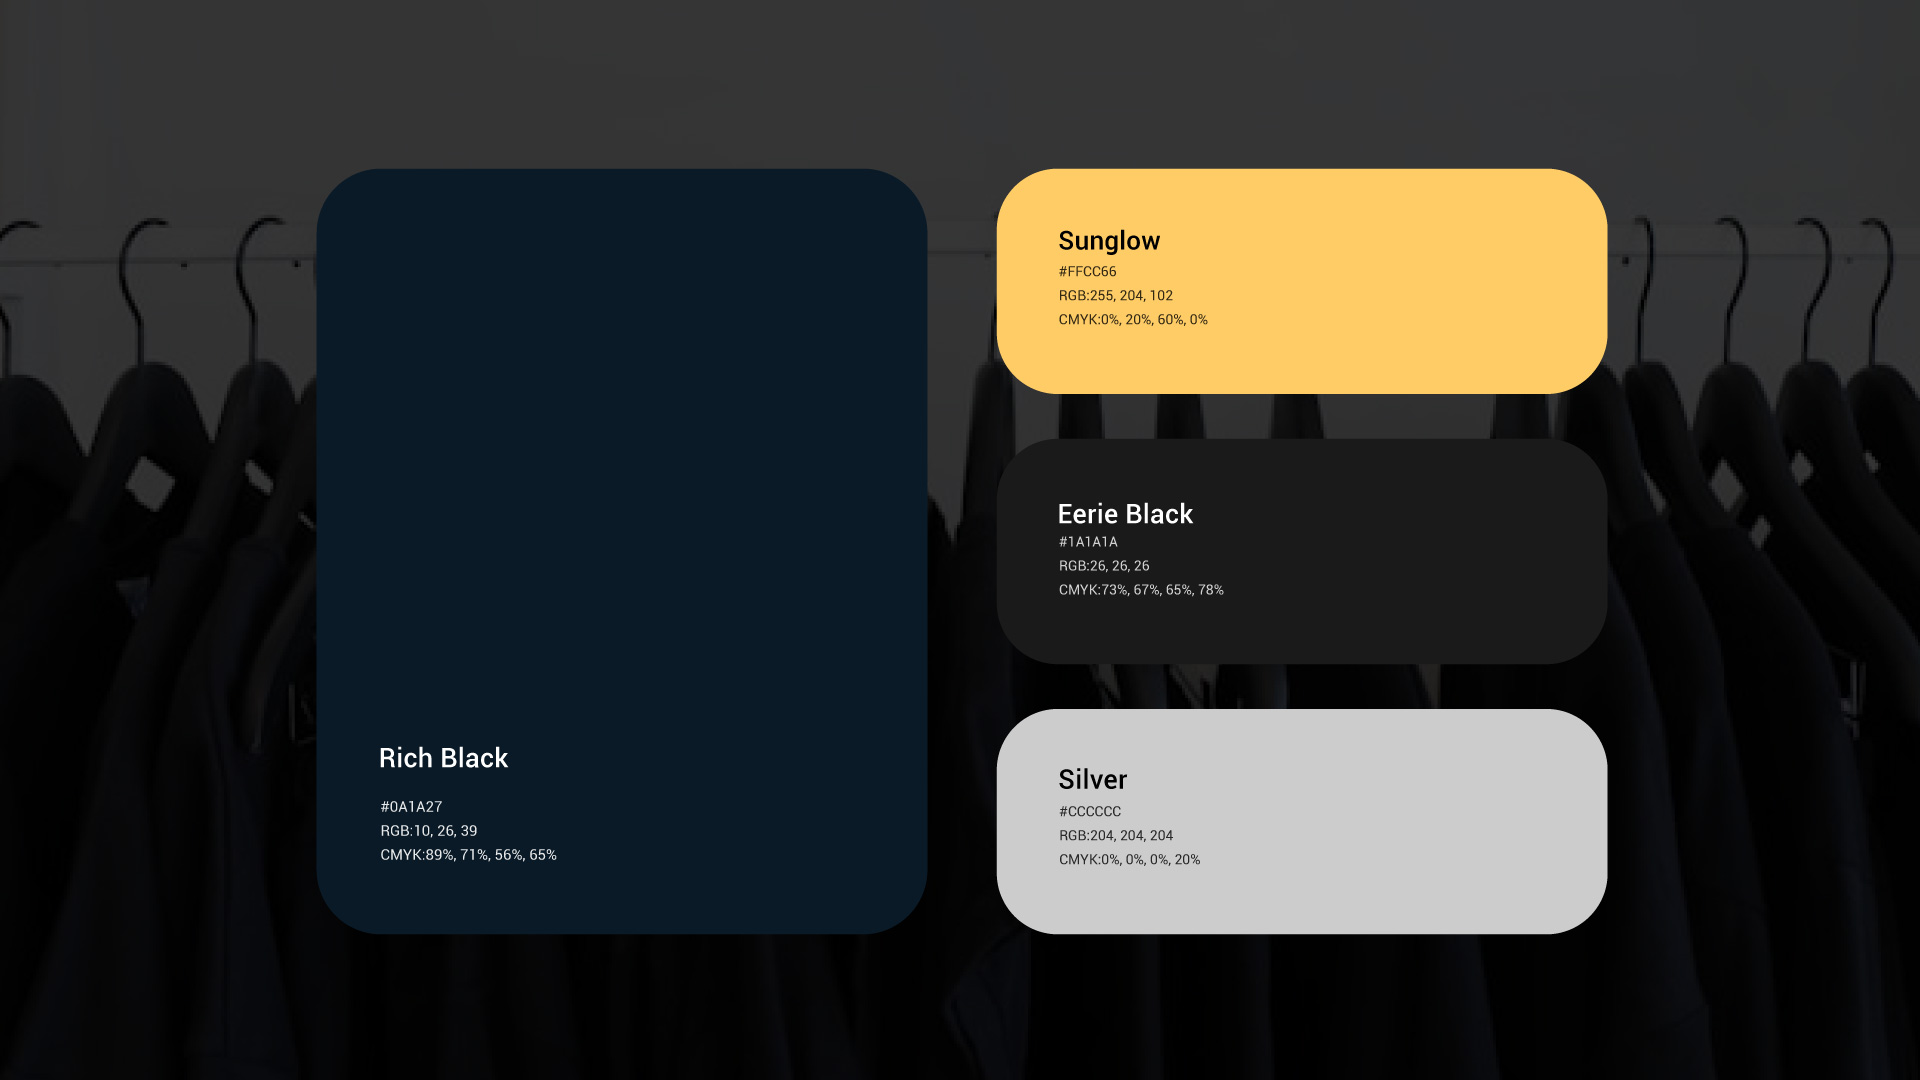 Rich Black
#0A1A27
RGB:10, 26, 39
CMYK:89%, 71%, 56%, 65%
Sunglow
#FFCC66
RGB:255, 204, 102
CMYK:0%, 20%, 60%, 0%
Eerie Black
#1A1A1A
RGB:26, 26, 26
CMYK:73%, 67%, 65%, 78%
Silver
#CCCCCC
RGB:204, 204, 204
CMYK:0%, 0%, 0%, 20%